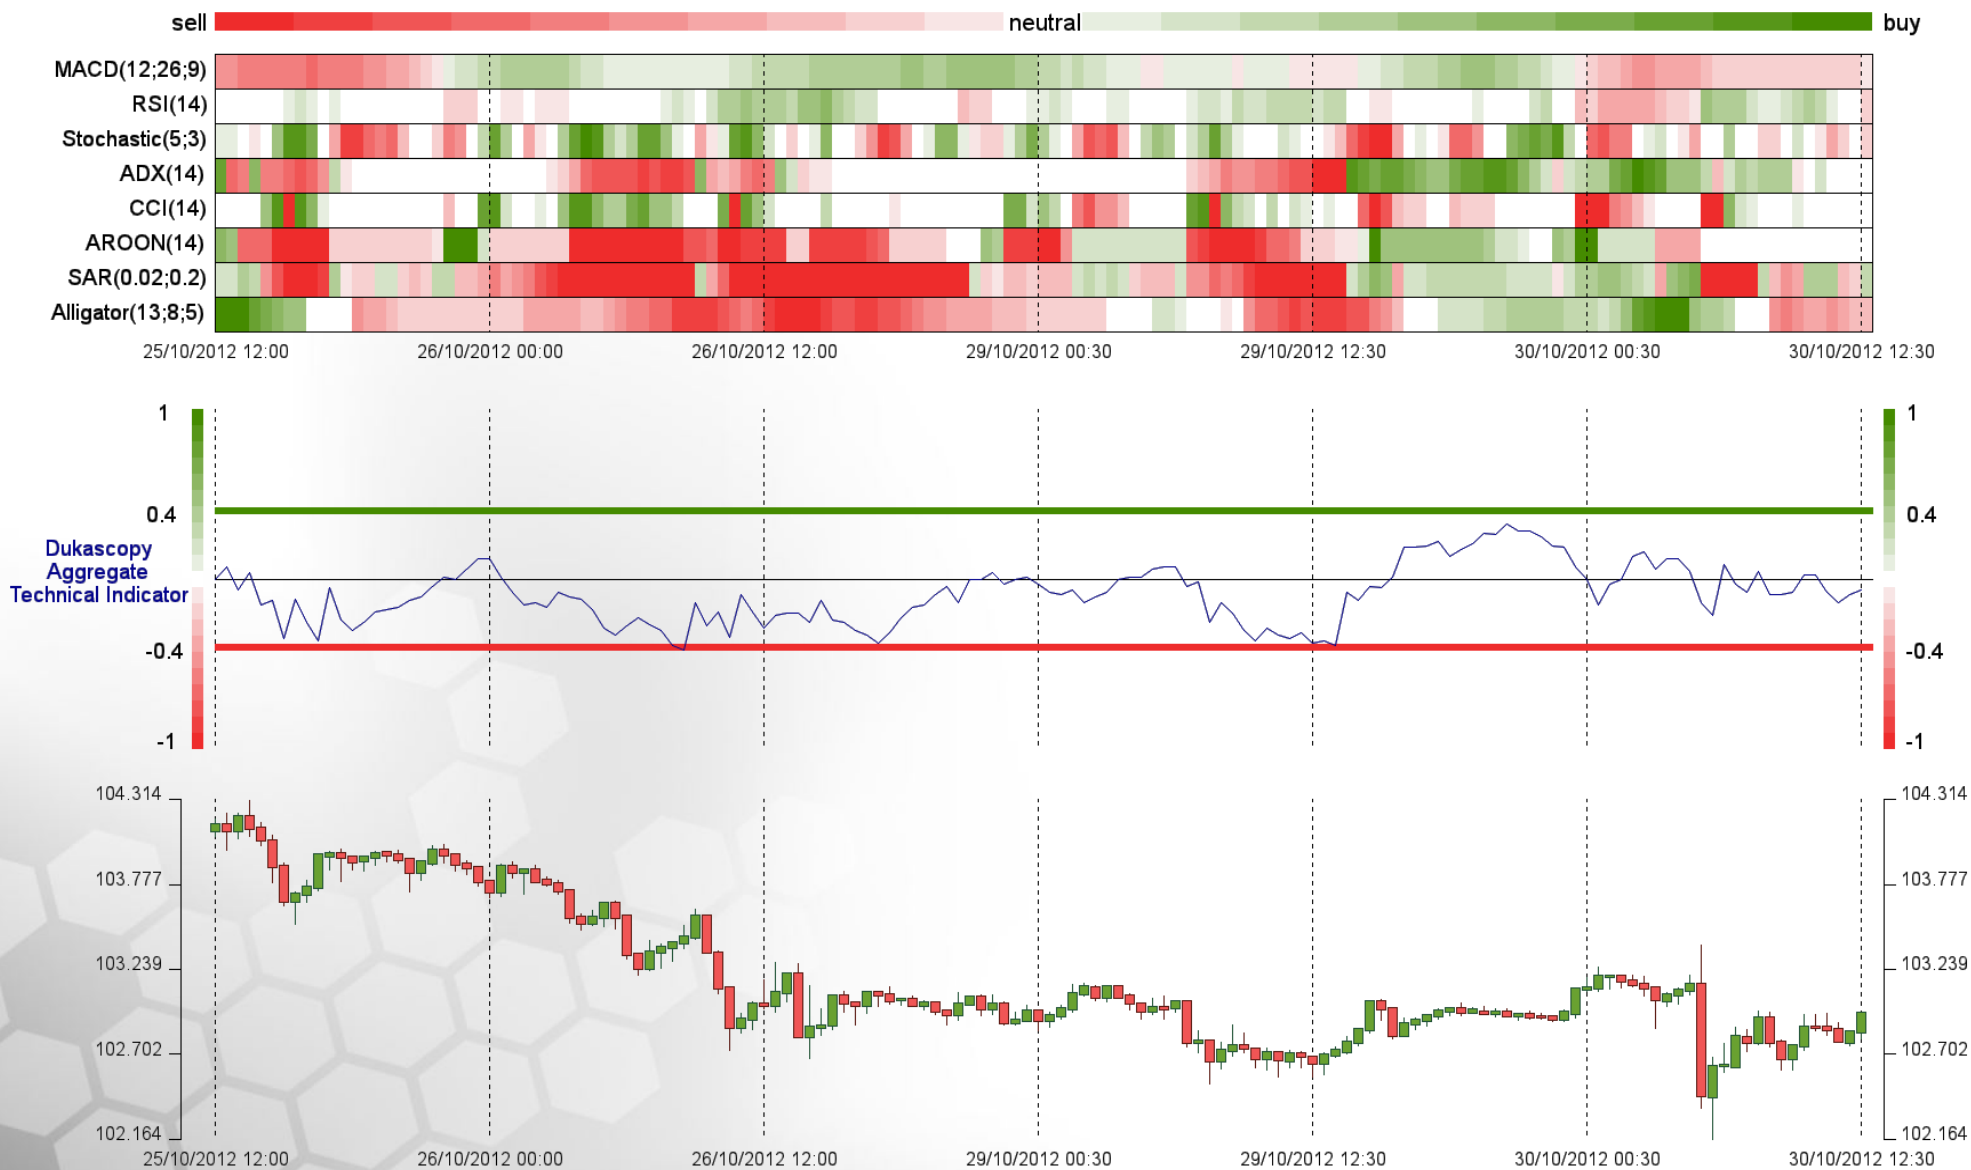 sell neutral buy
MACD(12;26;9)
RSI(14)
Stochastic(5;3)
ADX(14)
CCI(14)
AROON(14)
SAR(0.02;0.2)
Alligator(13;8;5)
25/10/2012 12:00 26/10/2012 00:00 26/10/2012 12:00 29/10/2012 00:30 29/10/2012 12:30 30/10/2012 00:30 30/10/2012 12:30
1 1
0.4 0.4
Dukascopy
Aggregate
Technical Indicator
-0.4 -0.4
-1 -1
104.314 104.314
103.777 103.777
103.239 103.239
102.702 102.702
102.164 102.164
25/10/2012 12:00 26/10/2012 00:00 26/10/2012 12:00 29/10/2012 00:30 29/10/2012 12:30 30/10/2012 00:30 30/10/2012 12:30